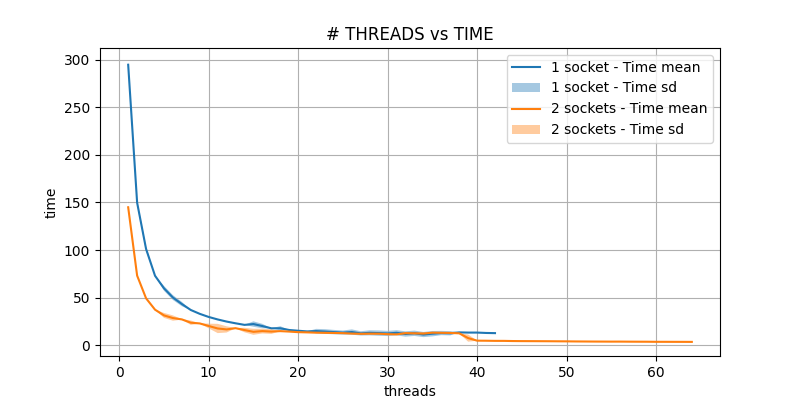 # THREADS vs TIME
300
250
200
150
100
50
0
time
1 socket - Time mean
1 socket - Time sd
2 sockets - Time mean
2 sockets - Time sd
0 10 20 30 40 50 60
threads